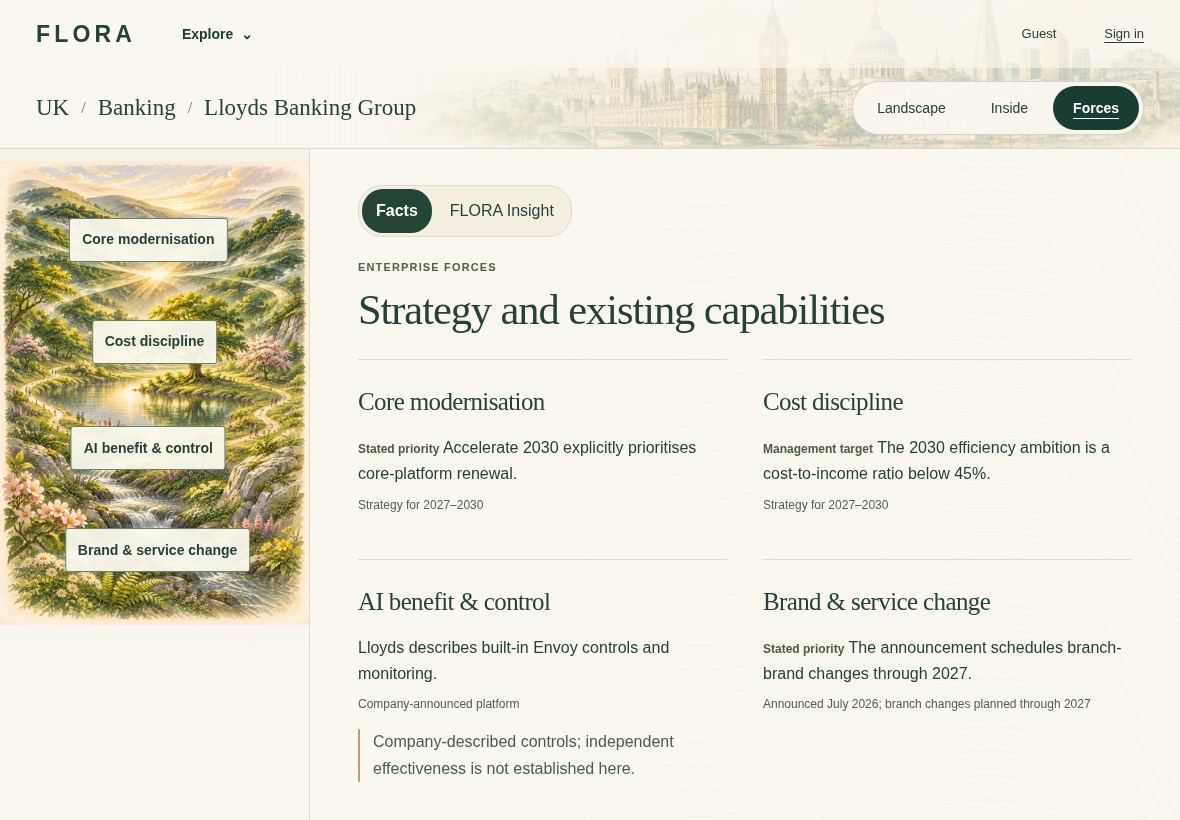 FLORA
Explore
Guest
Sign in
UK / Banking / Lloyds Banking Group
Landscape
Inside
Forces
Core modernisation
Cost discipline
AI benefit & control
Brand & service change
Facts
FLORA Insight
ENTERPRISE FORCES
Strategy and existing capabilities
Core modernisation
Stated priority Accelerate 2030 explicitly prioritises
core-platform renewal.
Strategy for 2027–2030
Cost discipline
Management target The 2030 efficiency ambition is a
cost-to-income ratio below 45%.
Strategy for 2027–2030
AI benefit & control
Lloyds describes built-in Envoy controls and
monitoring.
Company-announced platform
Company-described controls; independent
effectiveness is not established here.
Brand & service change
Stated priority The announcement schedules branch-
brand changes through 2027.
Announced July 2026; branch changes planned through 2027